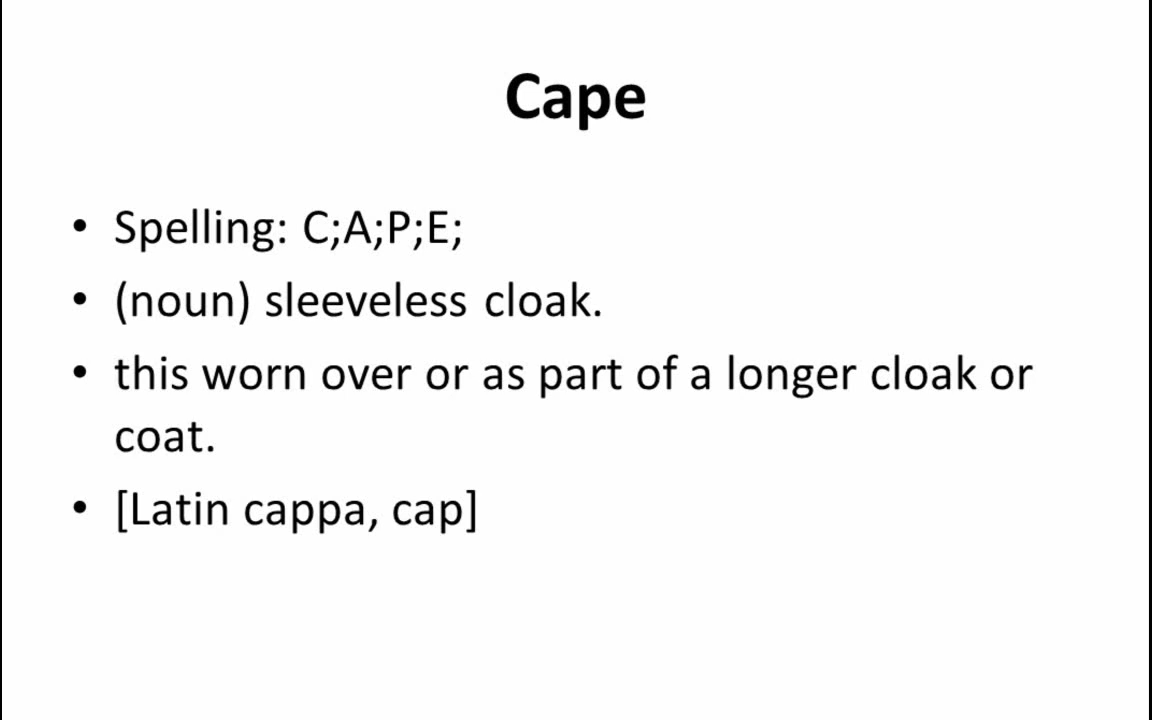 Cape
• Spelling: C;A;P;E;
• (noun) sleeveless cloak.
• this worn over or as part of a longer cloak or
coat.
• [Latin cappa, cap]